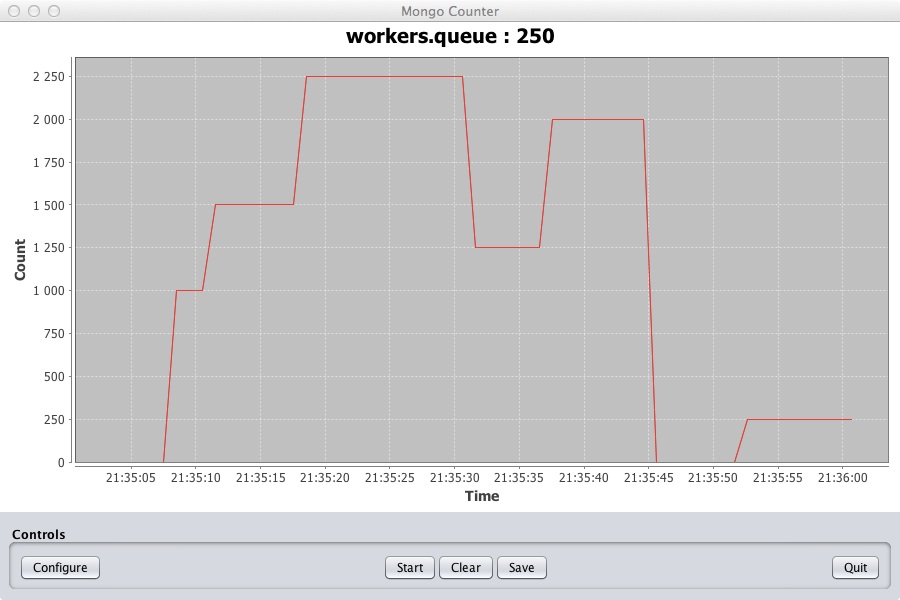 Mongo Counter
workers.queue : 250
2 250
2 000
1 750
1 500
1 250
1 000
750
500
250
0
Count
21:35:05 21:35:10 21:35:15 21:35:20 21:35:25 21:35:30 21:35:35 21:35:40 21:35:45 21:35:50 21:35:55 21:36:00
Time
Controls
Configure Start Clear Save Quit